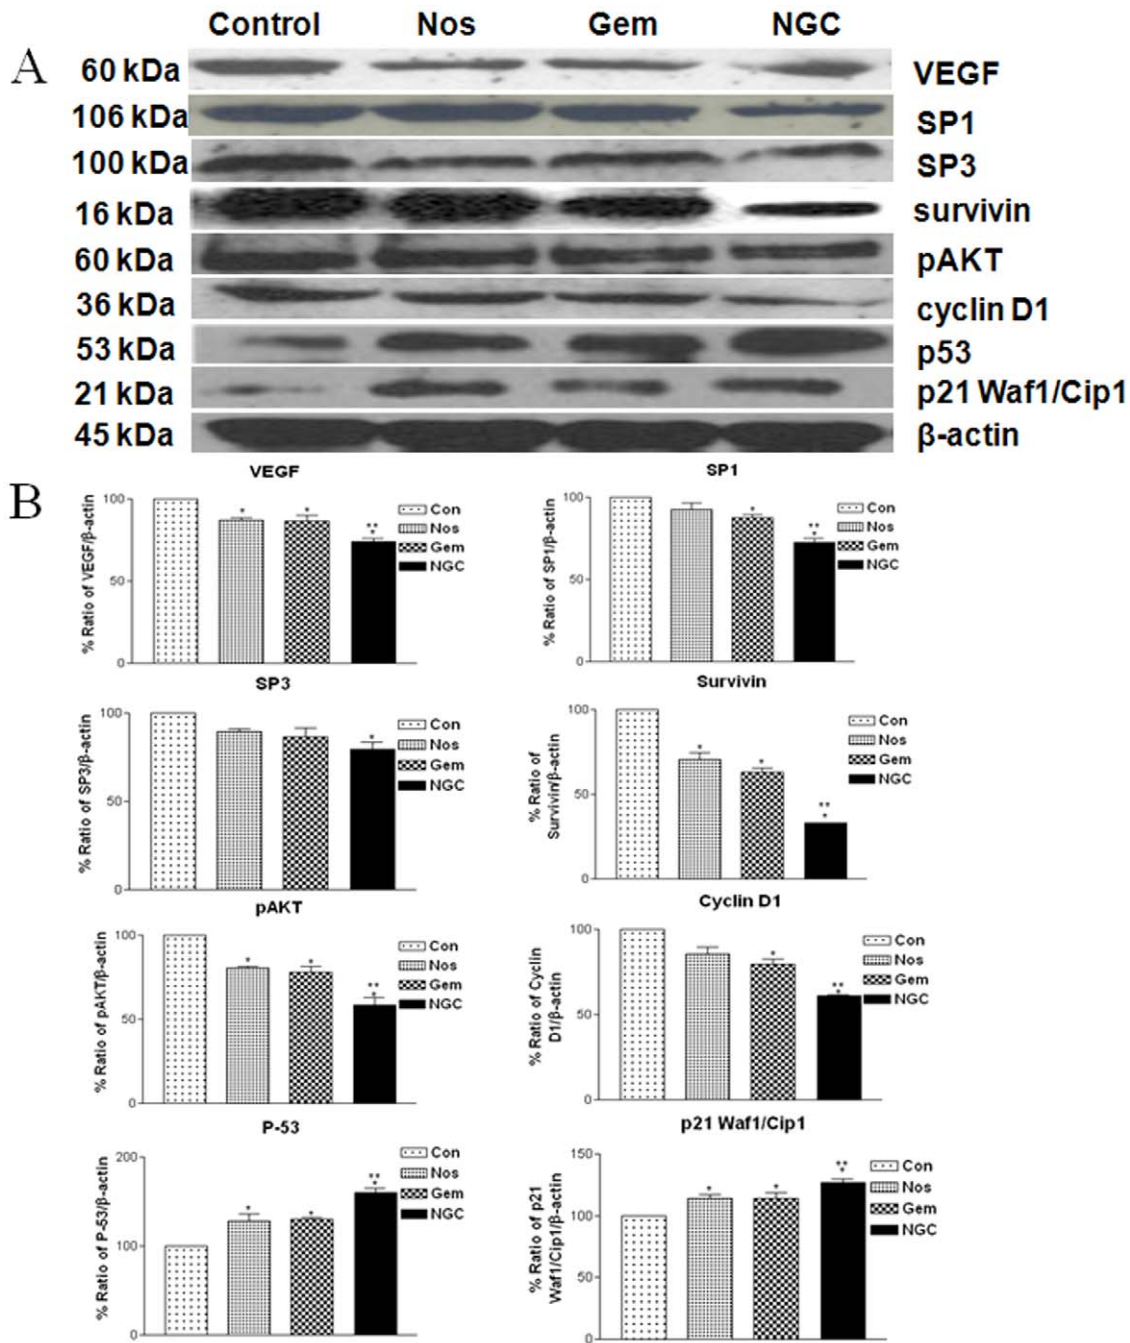 Control Nos Gem NGC
A
60 kDa VEGF
106 kDa SP1
100 kDa SP3
16 kDa survivin
60 kDa pAKT
36 kDa cyclin D1
53 kDa p53
21 kDa p21 Waf1/Cip1
45 kDa β-actin
B
VEGF
% Ratio of VEGF/β-actin
100
50
0
*
*
**
*
Con
Nos
Gem
NGC
SP1
% Ratio of SP1/β-actin
100
50
0
*
**
*
Con
Nos
Gem
NGC
SP3
% Ratio of SP3/β-actin
100
50
0
*
Con
Nos
Gem
NGC
Survivin
% Ratio of
Survivin/β-actin
100
50
0
*
*
**
*
Con
Nos
Gem
NGC
pAKT
% Ratio of pAKT/β-actin
100
50
0
*
*
**
*
Con
Nos
Gem
NGC
Cyclin D1
% Ratio of Cyclin
D1/β-actin
100
50
0
*
**
*
Con
Nos
Gem
NGC
P-53
% Ratio of P-53/β-actin
200
100
0
*
*
**
*
Con
Nos
Gem
NGC
p21 Waf1/Cip1
% Ratio of p21
Waf1/Cip1/β-actin
150
100
50
0
*
*
**
*
Con
Nos
Gem
NGC